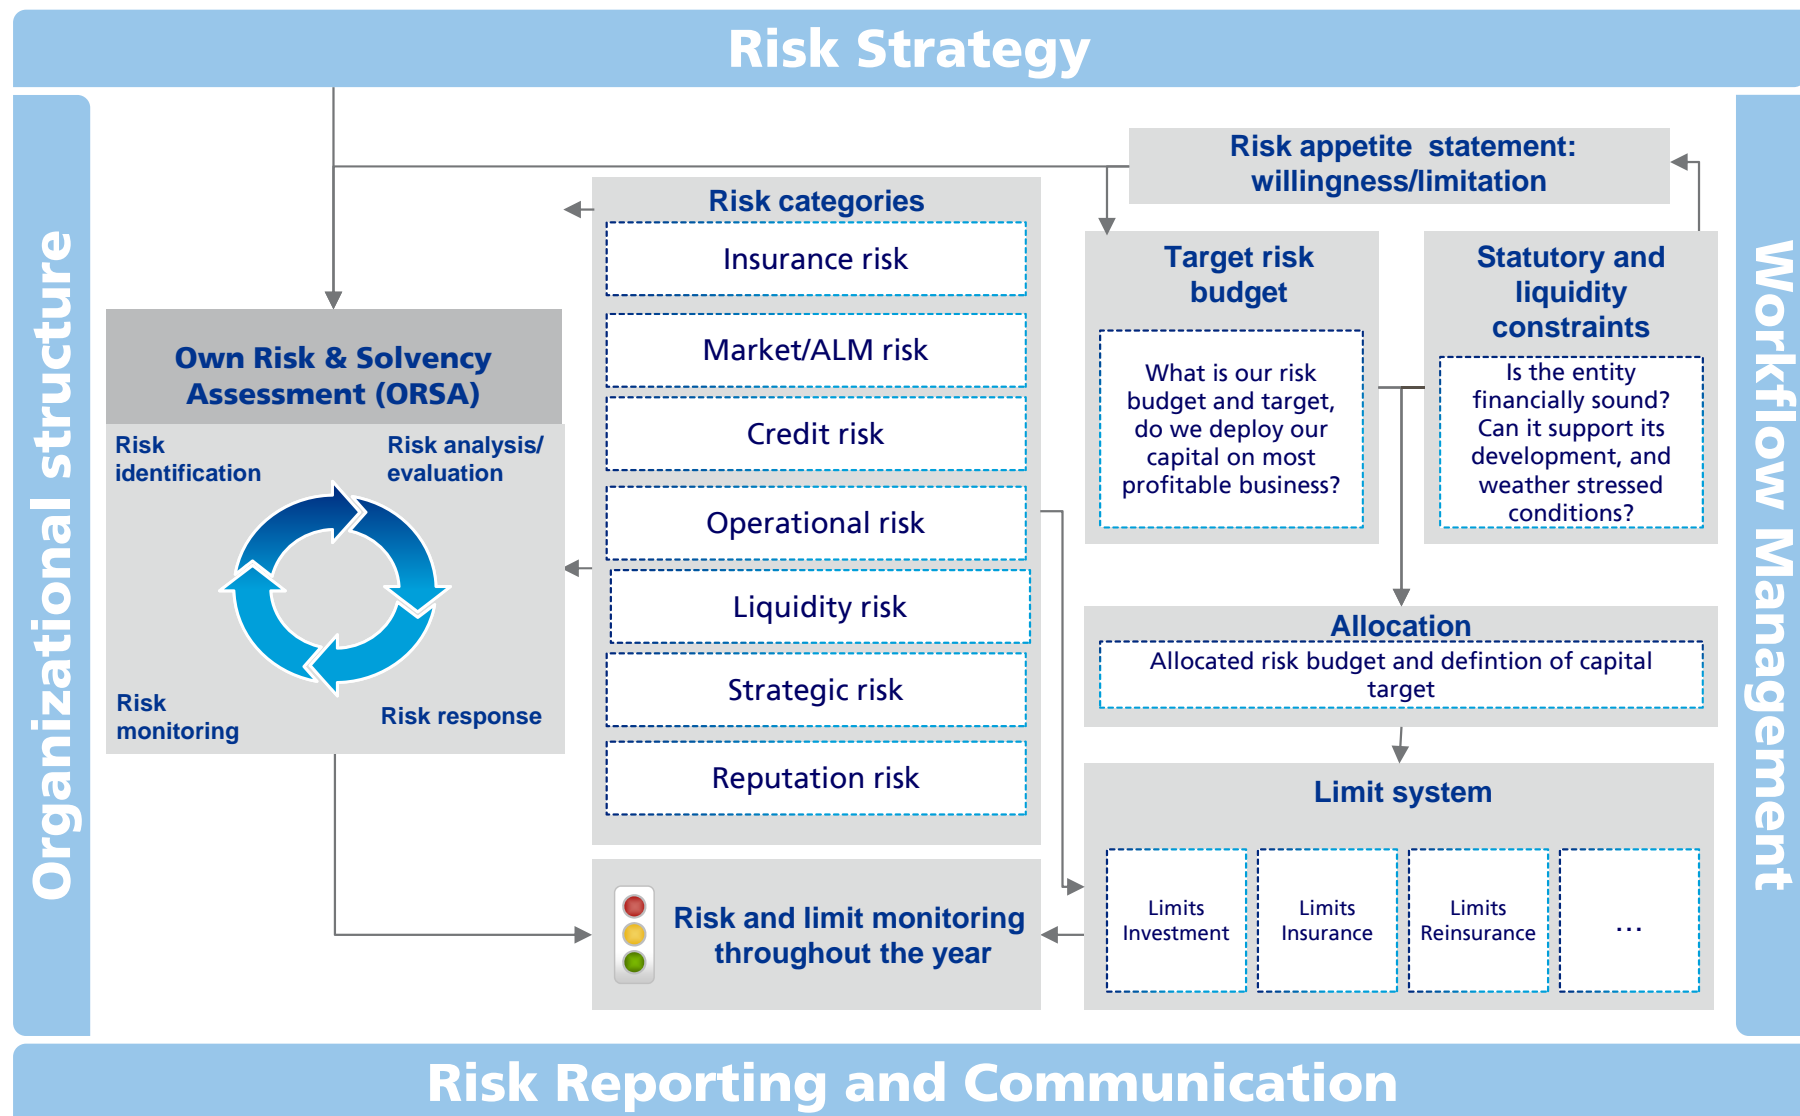 Risk Strategy
Organizational structure
Risk appetite statement:
willingness/limitation
Risk categories
Insurance risk
Market/ALM risk
Credit risk
Operational risk
Liquidity risk
Strategic risk
Reputation risk
Target risk
budget
What is our risk
budget and target,
do we deploy our
capital on most
profitable business?
Statutory and
liquidity
constraints
Is the entity
financially sound?
Can it support its
development, and
weather stressed
conditions?
Own Risk & Solvency
Assessment (ORSA)
Risk
identification
Risk analysis/
evaluation
Risk
monitoring
Risk response
Allocation
Allocated risk budget and defintion of capital
target
Limit system
Limits
Investment
Limits
Insurance
Limits
Reinsurance
...
Risk and limit monitoring
throughout the year
Workflow Management
Risk Reporting and Communication